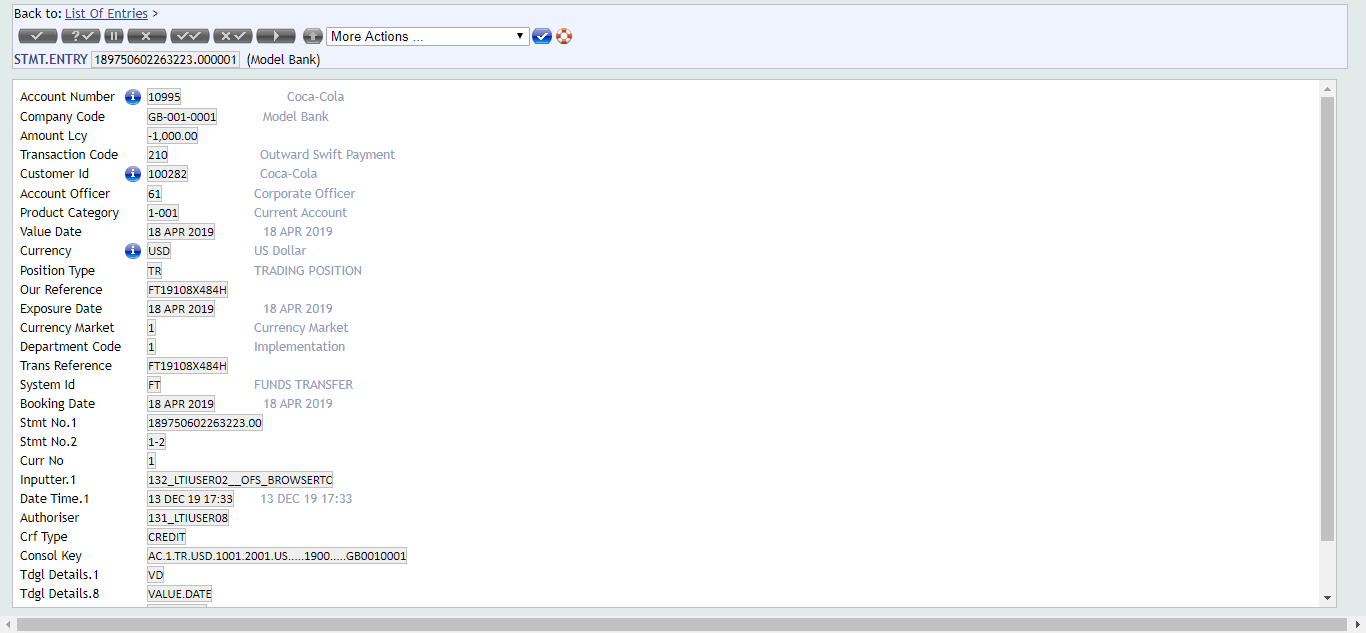 Back to: List Of Entries >
More Actions ...
STMT.ENTRY 189750602263223.000001 (Model Bank)
Account Number 10995 Coca-Cola
Company Code GB-001-0001 Model Bank
Amount Lcy -1,000.00
Transaction Code 210 Outward Swift Payment
Customer Id 100282 Coca-Cola
Account Officer 61 Corporate Officer
Product Category 1-001 Current Account
Value Date 18 APR 2019 18 APR 2019
Currency USD US Dollar
Position Type TR TRADING POSITION
Our Reference FT19108X484H
Exposure Date 18 APR 2019 18 APR 2019
Currency Market 1 Currency Market
Department Code 1 Implementation
Trans Reference FT19108X484H
System Id FT FUNDS TRANSFER
Booking Date 18 APR 2019 18 APR 2019
Stmt No.1 189750602263223.00
Stmt No.2 1-2
Curr No 1
Inputter.1 132_LTIUSER02__OFS_BROWSERTC
Date Time.1 13 DEC 19 17:33 13 DEC 19 17:33
Authoriser 131_LTIUSER08
Crf Type CREDIT
Consol Key AC.1.TR.USD.1001.2001.US.....1900.....GB0010001
Tdgl Details.1 VD
Tdgl Details.8 VALUE.DATE